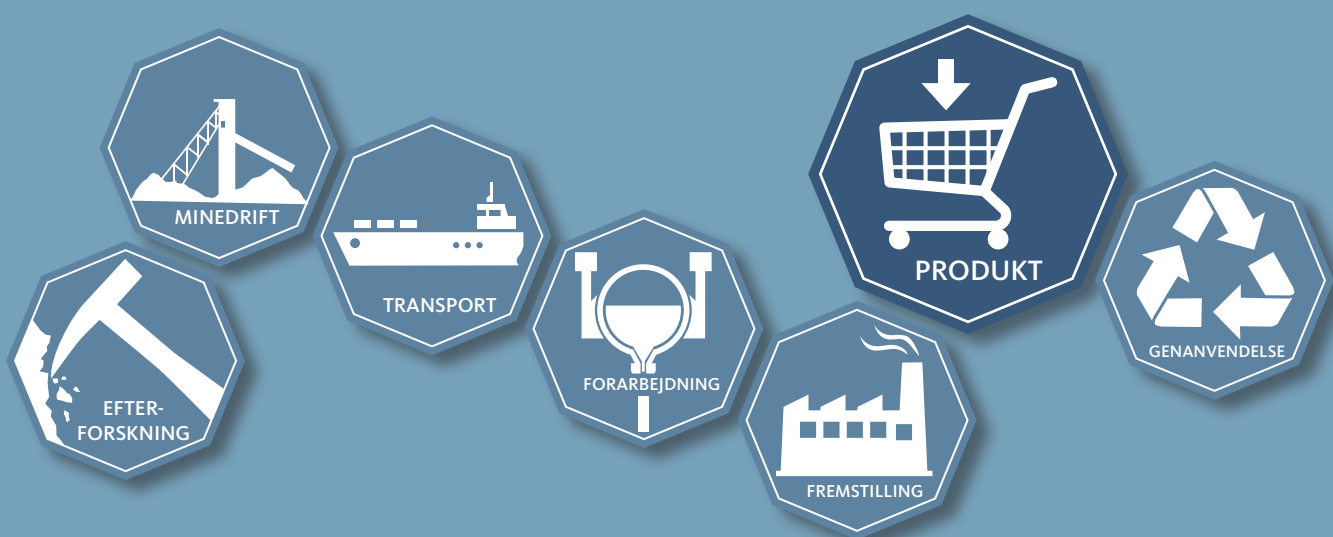 EFTER-
FORSKNING
MINEDRIFT
TRANSPORT
FORARBEJDNING
FREMSTILLING
PRODUKT
GENANVENDELSE